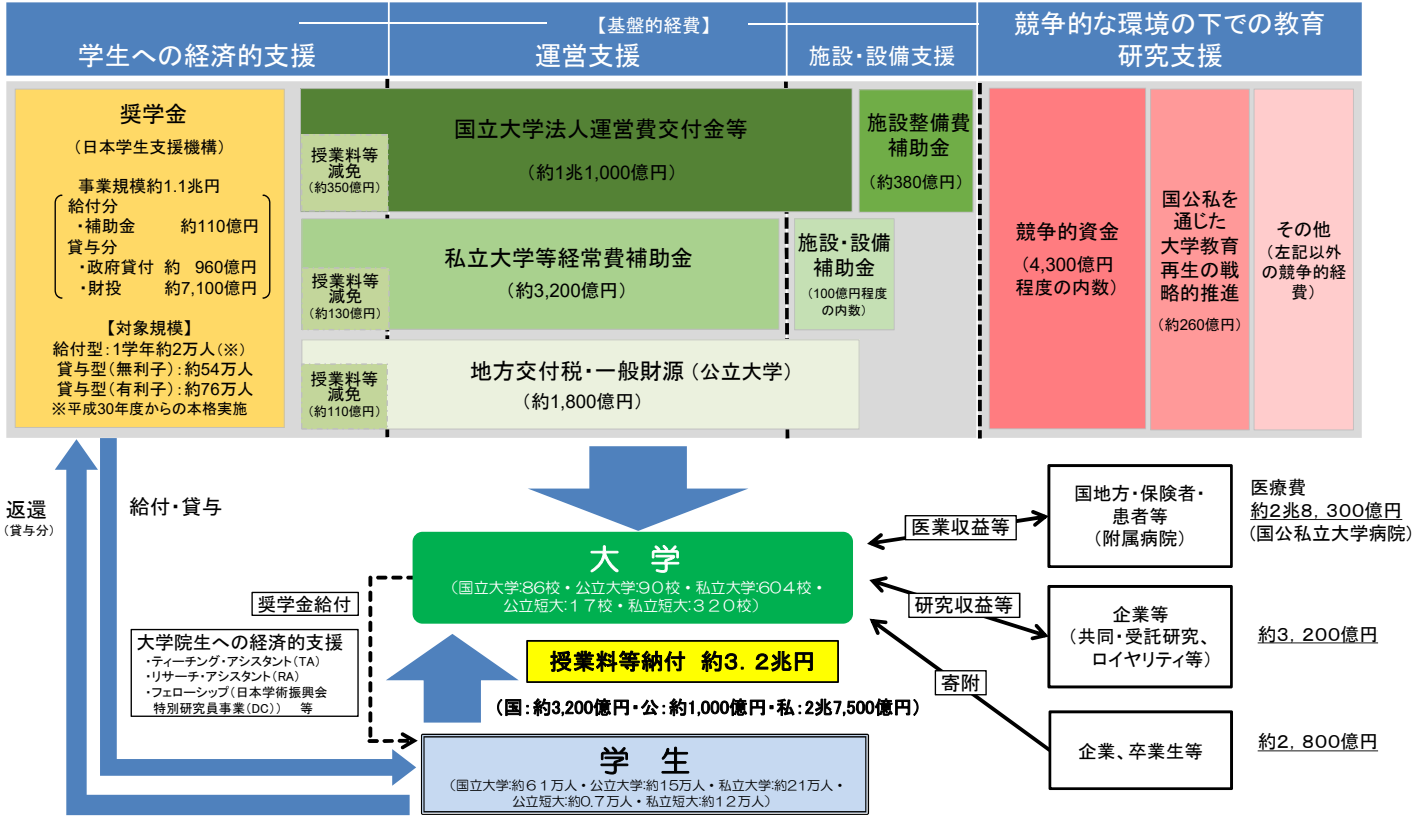 学生への経済的支援
【基盤的経費】
運営支援
施設・設備支援
競争的な環境の下での教育
研究支援
奨学金
（日本学生支援機構）
事業規模約1.1兆円
給付分
・補助金 約110億円
貸与分
・政府貸付 約 960億円
・財投 約7,100億円
【対象規模】
給付型：1学年約2万人（※）
貸与型（無利子）：約54万人
貸与型（有利子）：約76万人
※平成30年度からの本格実施
授業料等
減免
（約350億円）
国立大学法人運営費交付金等
（約1兆1,000億円）
施設整備費
補助金
（約380億円）
授業料等
減免
（約130億円）
私立大学等経常費補助金
（約3,200億円）
施設・設備
補助金
（100億円程度
の内数）
授業料等
減免
（約110億円）
地方交付税・一般財源（公立大学）
（約1,800億円）
競争的資金
（4,300億円
程度の内数）
国公私を
通じた
大学教育
再生の戦
略的推進
（約260億円）
その他
（左記以外
の競争的経
費）
返還
（貸与分）
給付・貸与
大 学
（国立大学:86校・公立大学:90校・私立大学:604校・
公立短大:17校・私立短大:320校）
奨学金給付
大学院生への経済的支援
・ティーチング・アシスタント（TA）
・リサーチ・アシスタント（RA）
・フェローシップ（日本学術振興会
特別研究員事業（DC）） 等
授業料等納付 約3．2兆円
（国：約3,200億円・公：約1,000億円・私：2兆7,500億円）
学 生
（国立大学:約61万人・公立大学:約15万人・私立大学:約21万人・
公立短大:約0.7万人・私立短大:約12万人）
医業収益等
国地方・保険者・
患者等
（附属病院）
医療費
約2兆8，300億円
（国公私立大学病院）
研究収益等
企業等
（共同・受託研究、
ロイヤリティ等）
約3，200億円
寄附
企業、卒業生等
約2，800億円